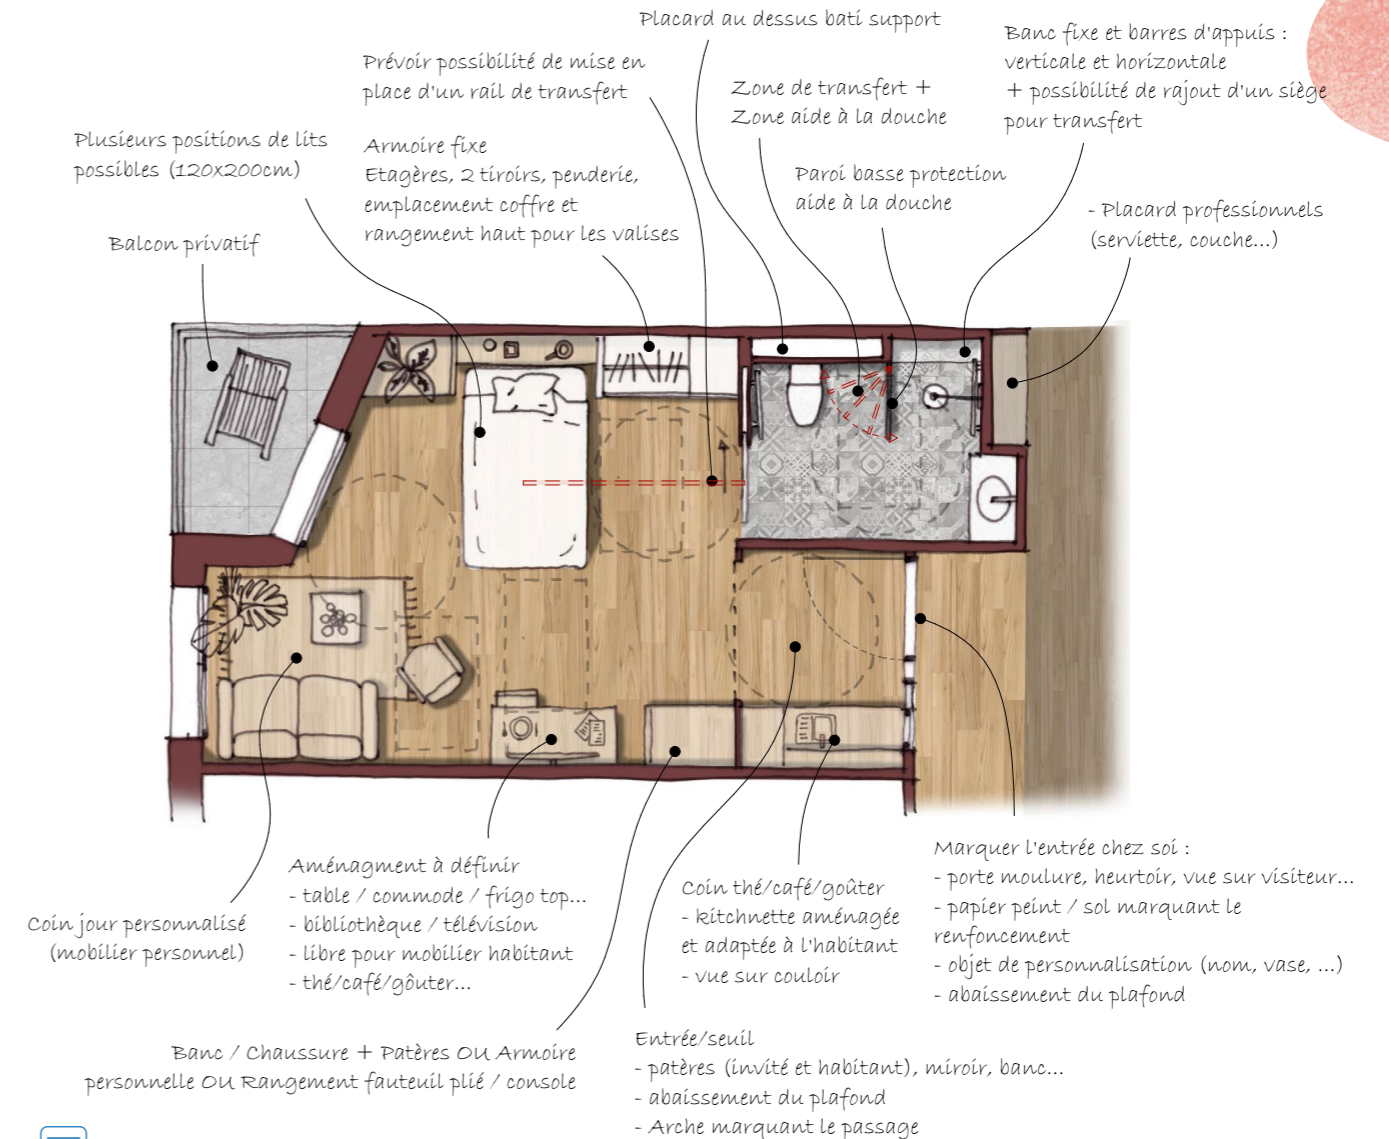 Placard au dessus bati support
Banc fixe et barres d'appuis :
verticale et horizontale
+ possibilité de rajout d'un siège
pour transfert
Prévoir possibilité de mise en
place d'un rail de transfert
Zone de transfert +
Zone aide à la douche
Plusieurs positions de lits
possibles (120x200cm)
Armoire fixe
Etagères, 2 tiroirs, penderie,
emplacement coffre et
rangement haut pour les valises
Paroi basse protection
aide à la douche
- Placard professionnels
(serviette, couche...)
Balcon privatif
Coin jour personnalisé
(mobilier personnel)
Aménagment à définir
- table / commode / frigo top...
- bibliothèque / télévision
- libre pour mobilier habitant
- thé/café/gôuter...
Coin thé/café/goûter
- kitchnette aménagée
et adaptée à l'habitant
- vue sur couloir
Marquer l'entrée chez soi :
- porte moulure, heurtoir, vue sur visiteur...
- papier peint / sol marquant le
renfoncement
- objet de personalisation (nom, vase, ...)
- abaissement du plafond
Banc / Chaussure + Patères OU Armoire
personnelle OU Rangement fauteuil plié / console
Entrée/seuil
- patères (invité et habitant), miroir, banc...
- abaissement du plafond
- Arche marquant le passage